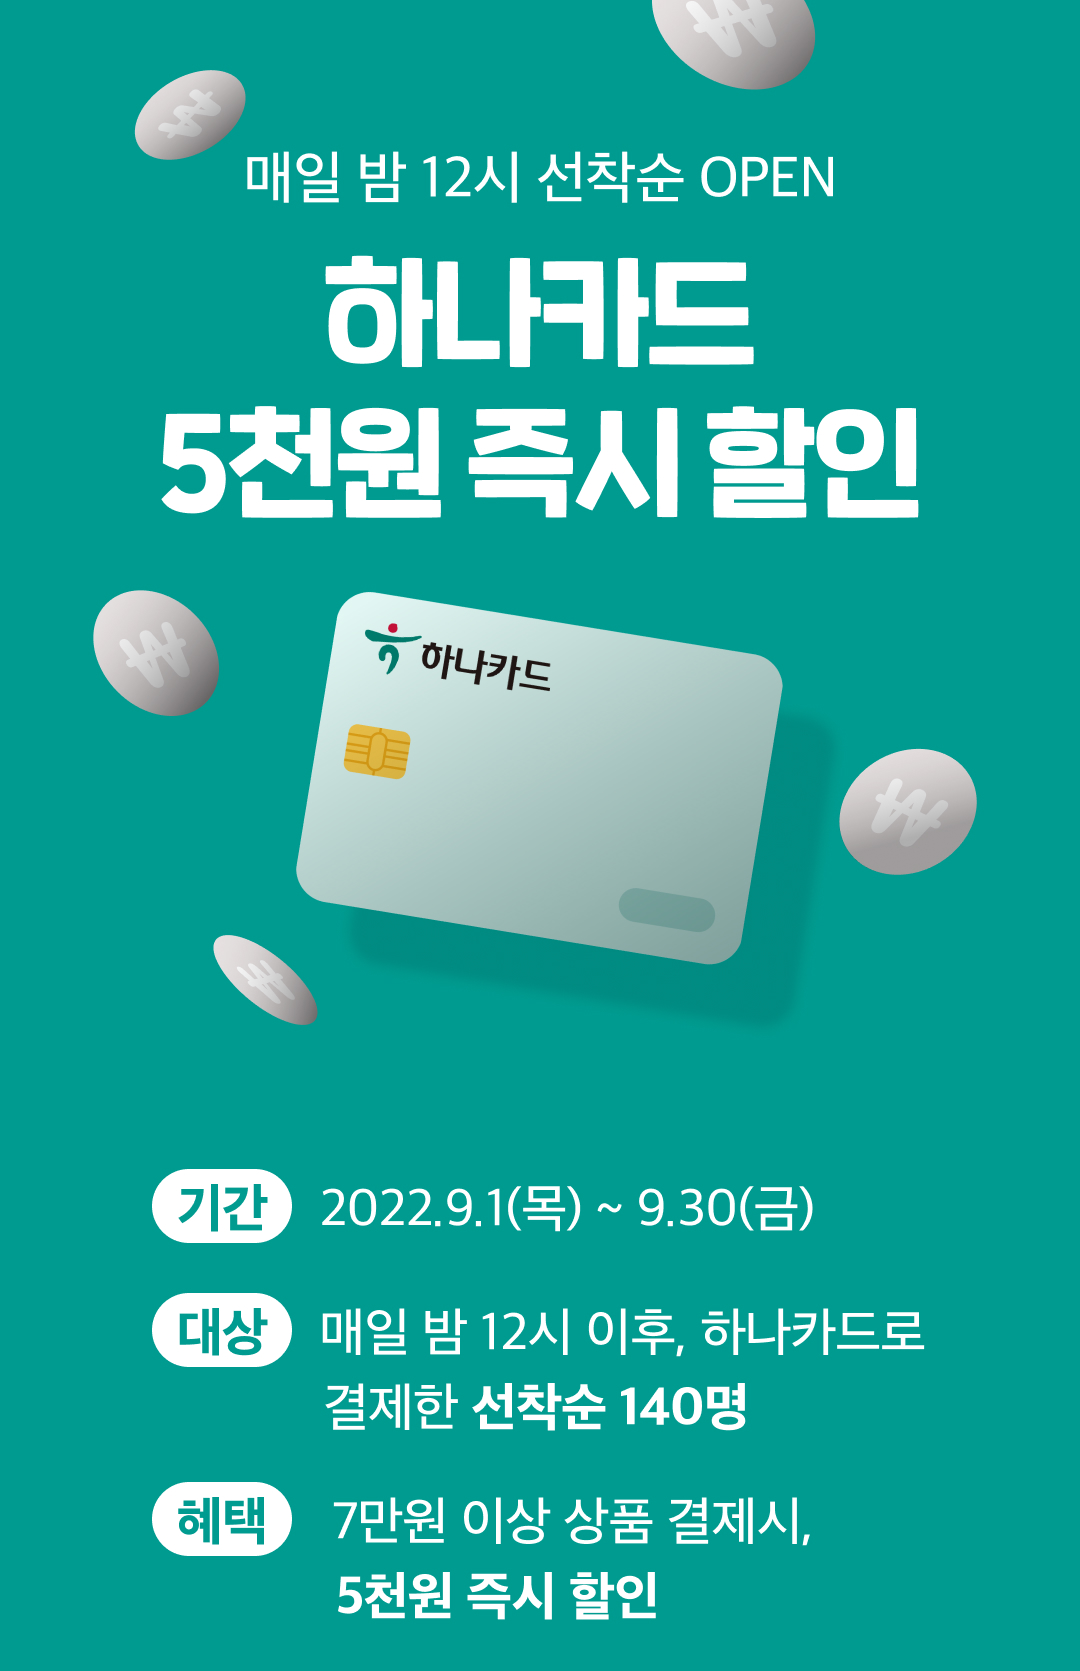 매일 밤 12시 선착순 OPEN
하나카드
5천원 즉시 할인
하나카드
기간 2022.9.1(목) ~ 9.30(금)
대상 매일 밤 12시 이후, 하나카드로
결제한 선착순 140명
혜택 7만원 이상 상품 결제시,
5천원 즉시 할인